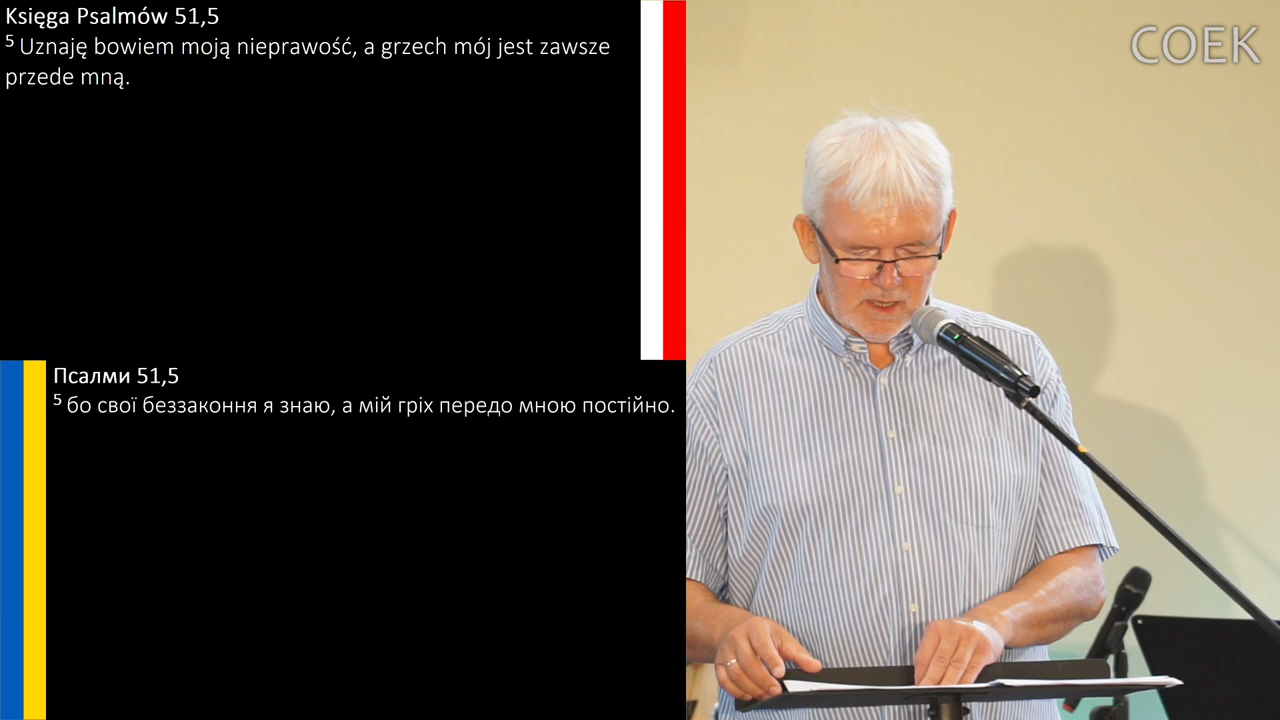 Księga Psalmów 51,5
5 Uznaję bowiem moją nieprawość, a grzech mój jest zawsze
przede mną.
COEK
Псалми 51,5
5 бо свої беззаконня я знаю, а мій гріх передо мною постійно.